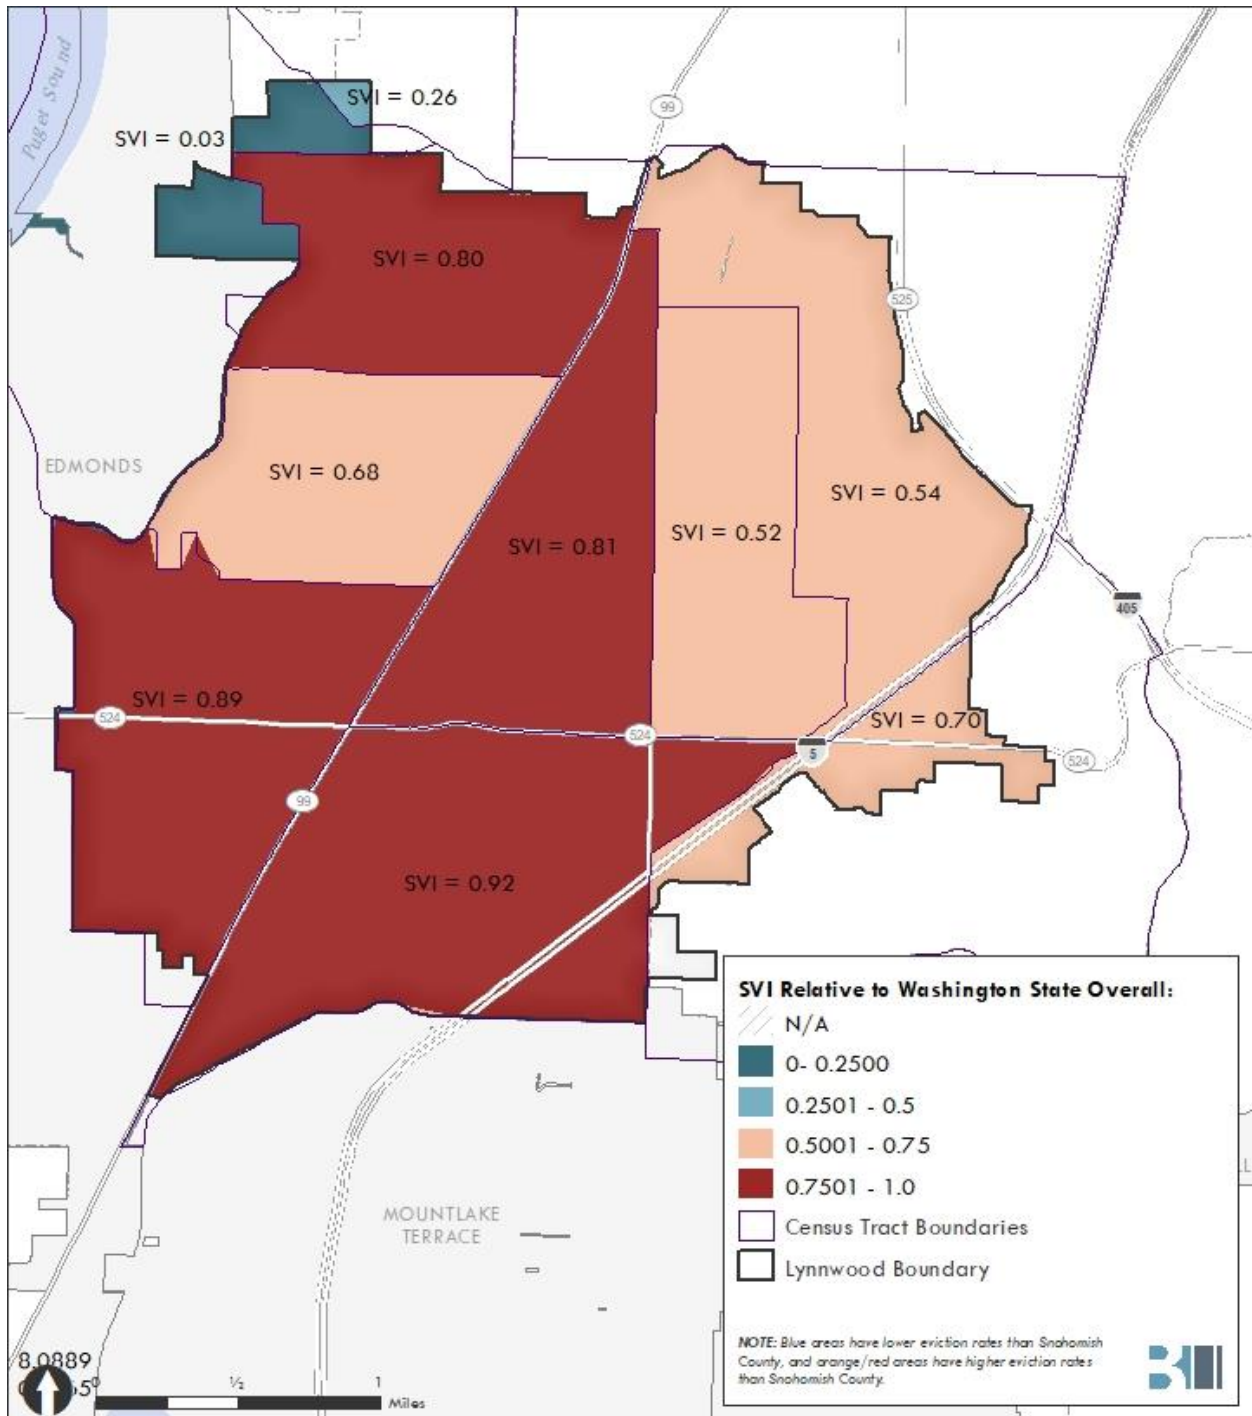 Puget Sound
99
SVI = 0.26
SVI = 0.03
SVI = 0.80
525
EDMONDS
SVI = 0.68
SVI = 0.54
SVI = 0.52
SVI = 0.81
405
SVI = 0.89
524
524
SVI = 0.70
5
524
99
SVI = 0.92
MOUNTLAKE
TERRACE
SVI Relative to Washington State Overall:
N/A
0- 0.2500
0.2501 - 0.5
0.5001 - 0.75
0.7501 - 1.0
Census Tract Boundaries
Lynnwood Boundary
NOTE: Blue areas have lower eviction rates than Snohomish
County, and orange/red areas have higher eviction rates
than Snohomish County.
8.0889
0 ½ 1
Miles